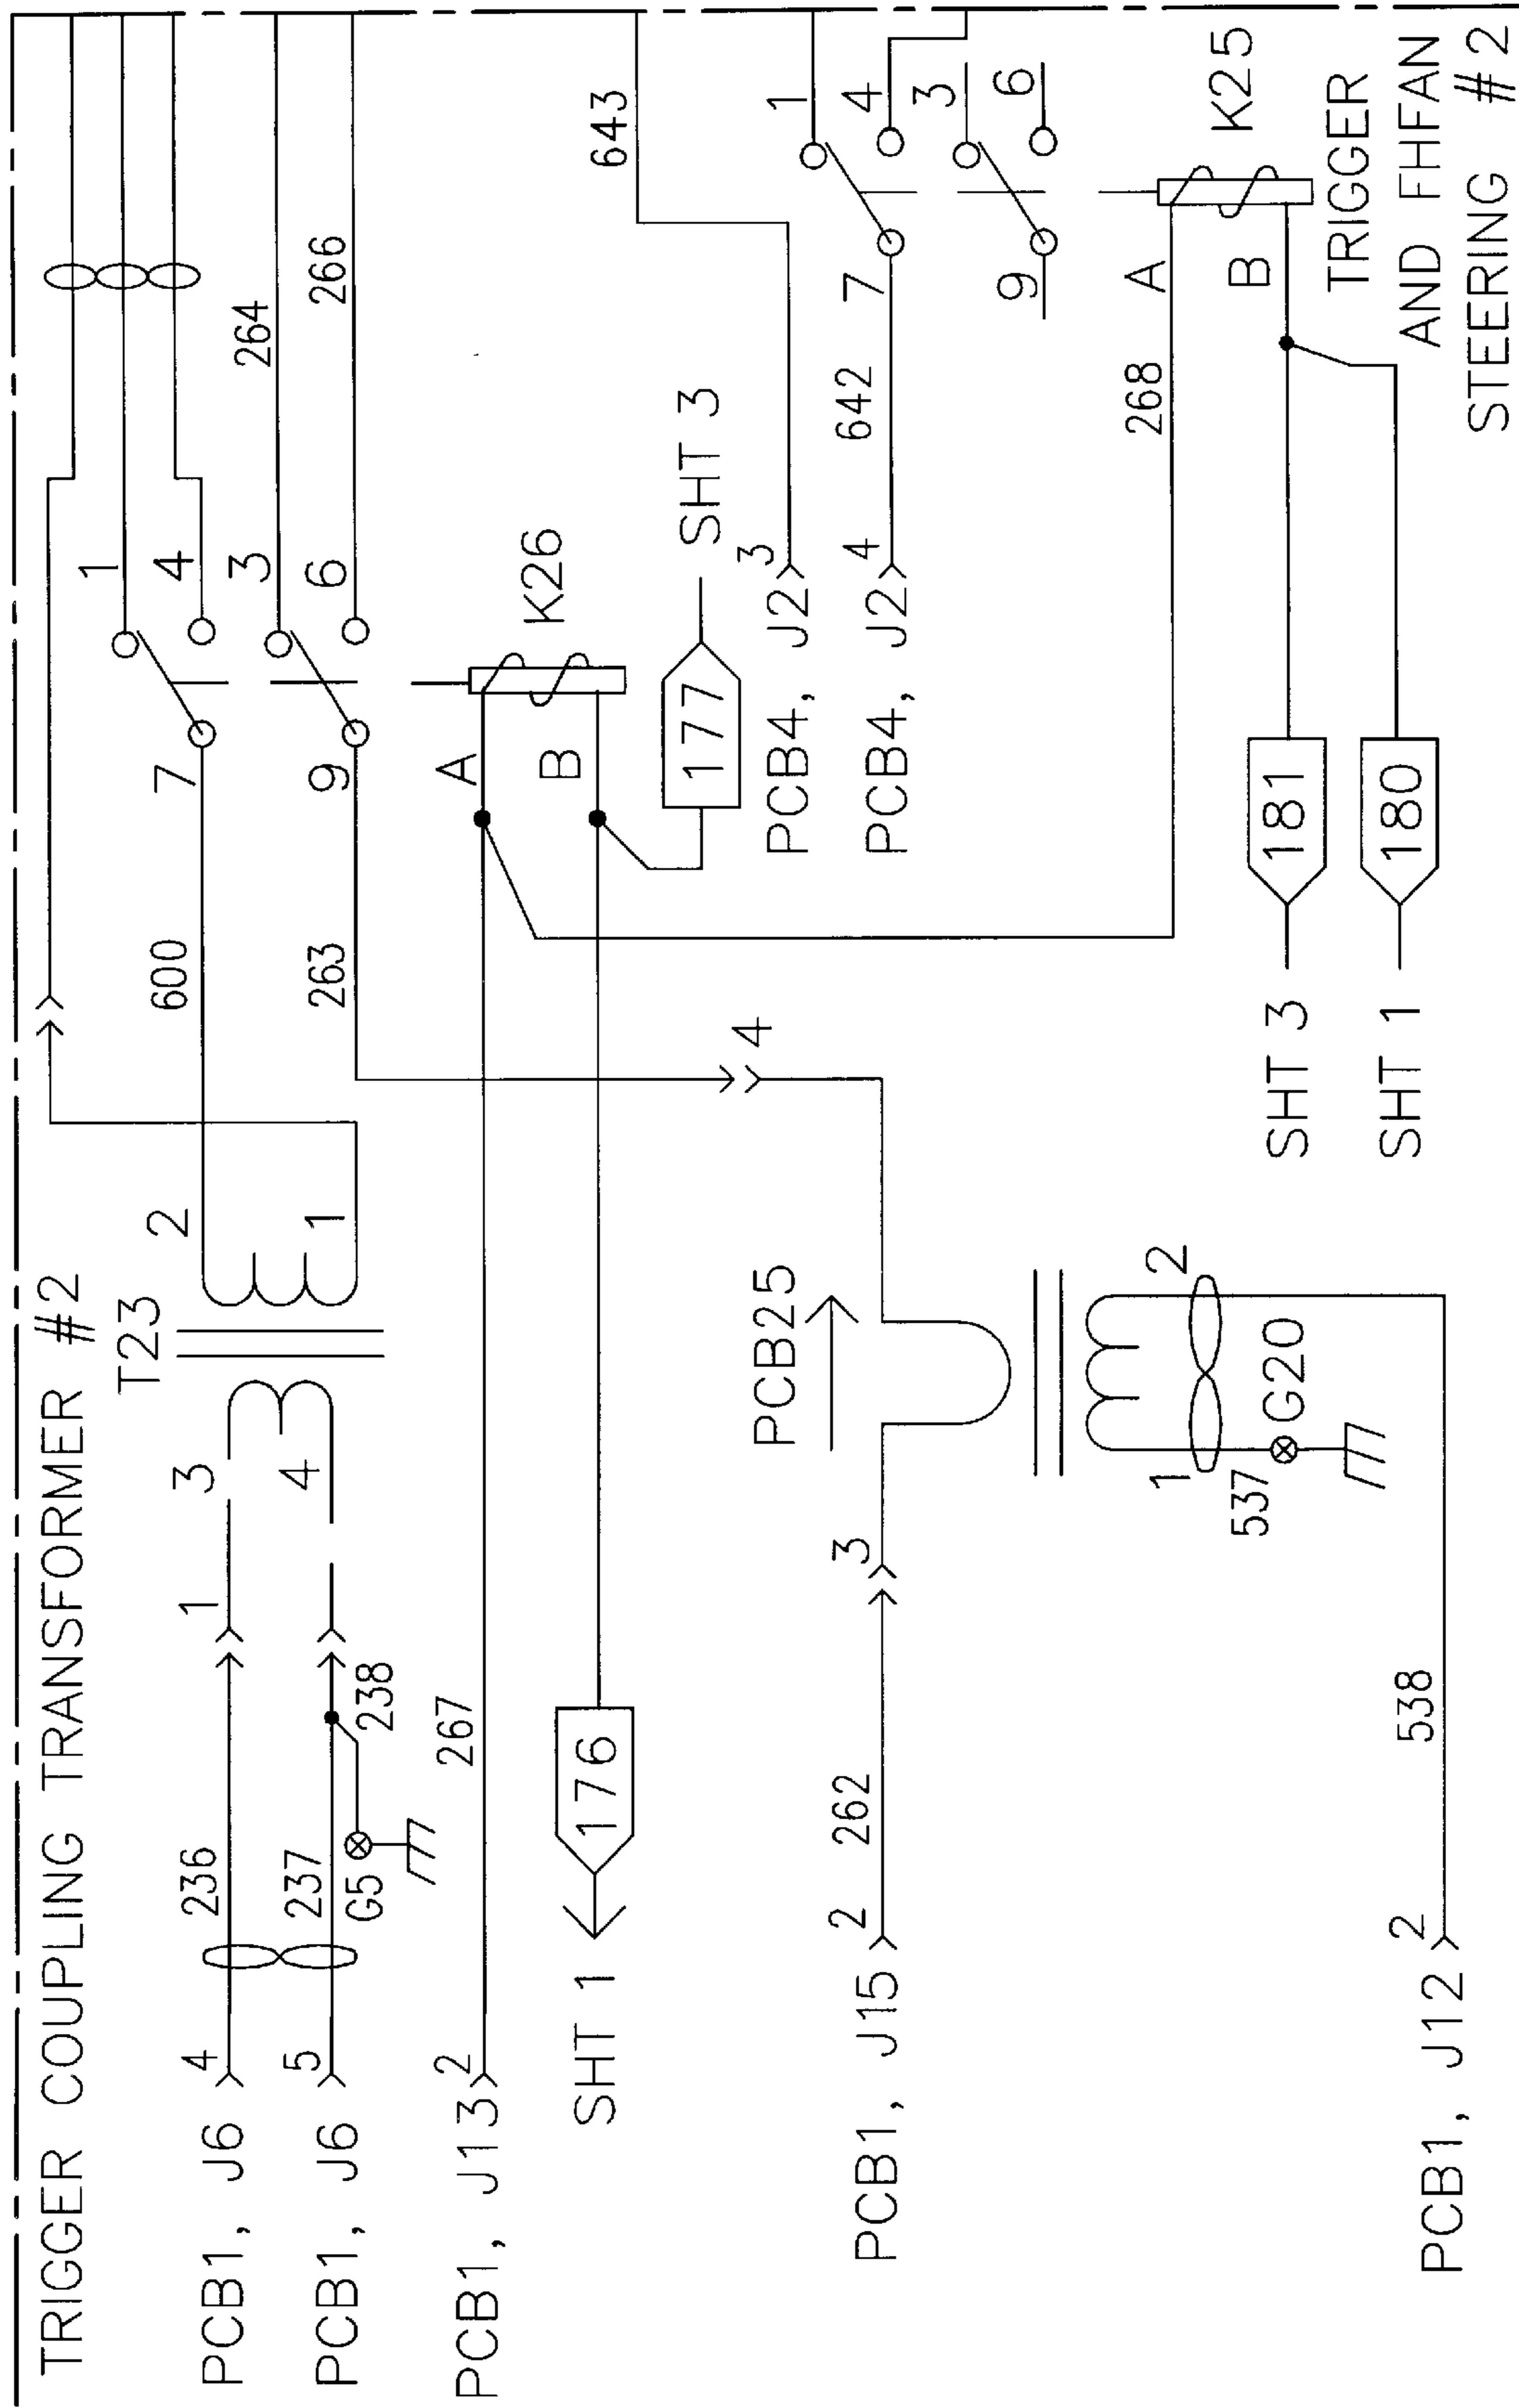 TRIGGER COUPLING TRANSFORMER #2
T23
PCB1, J6 4 236 1 3
2 600 7 1
4
PCB1, J6 5 237 4
1
G5 238
263 9 3 264
6 266
PCB1, J13 2 267 A
B K26
SHT 1 176
177 SHT 3
643
PCB4, J2 3
PCB4, J2 4 642 7 1
4
9 3
6
PCB25
PCB1, J15 2 262 3
4
1 2
537 G20
PCB1, J12 2 538
268 A
B K25
SHT 3 181
SHT 1 180
TRIGGER
AND FHFAN
STEERING #2